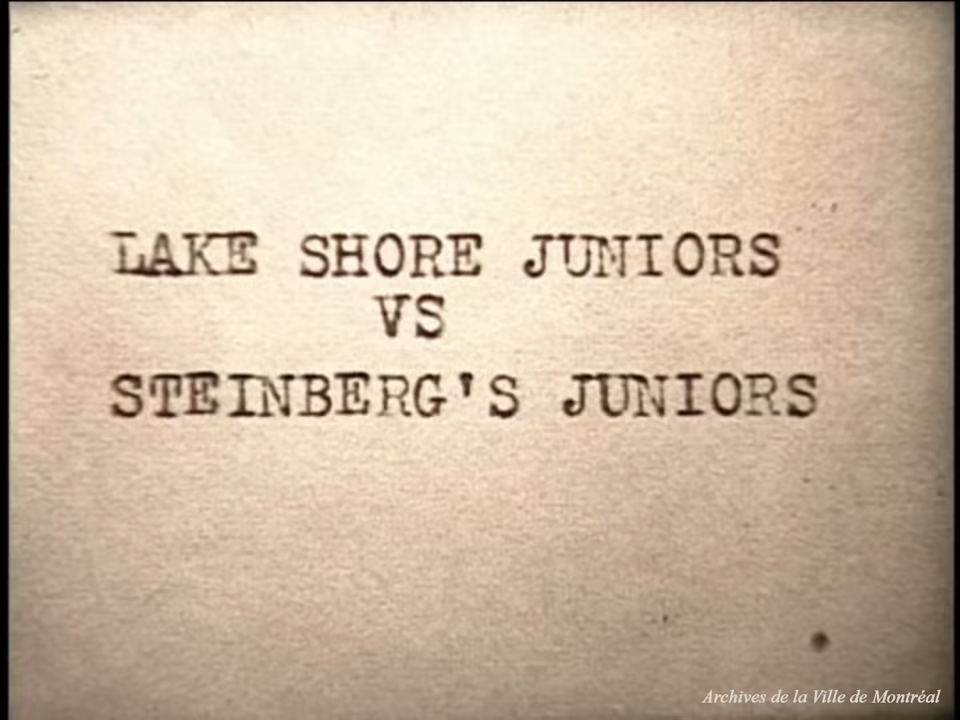 LAKE SHORE JUNIORS
VS
STEINBERG'S JUNIORS
Archives de la Ville de Montréal